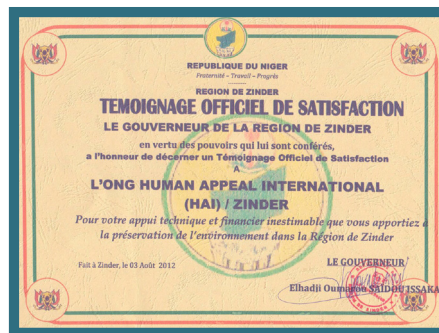 REPUBLIQUE DU NIGER
Fraternité - Travail - Progrès
REGION DE ZINDER
TEMOIGNAGE OFFICIEL DE SATISFACTION
LE GOUVERNEUR DE LA REGION DE ZINDER
en vertu des pouvoirs qui lui sont conférés,
a l'honneur de décerner un Témoignage Officiel de Satisfaction
A
L'ONG HUMAN APPEAL INTERNATIONAL
(HAI) / ZINDER
Pour votre appui technique et financier inestimable que vous apportiez à
la préservation de l'environnement dans la Région de Zinder
Fait à Zinder, le 03 Août 2012
LE GOUVERNEUR
Elhadji Oumarou SAIDOU ISSAKA